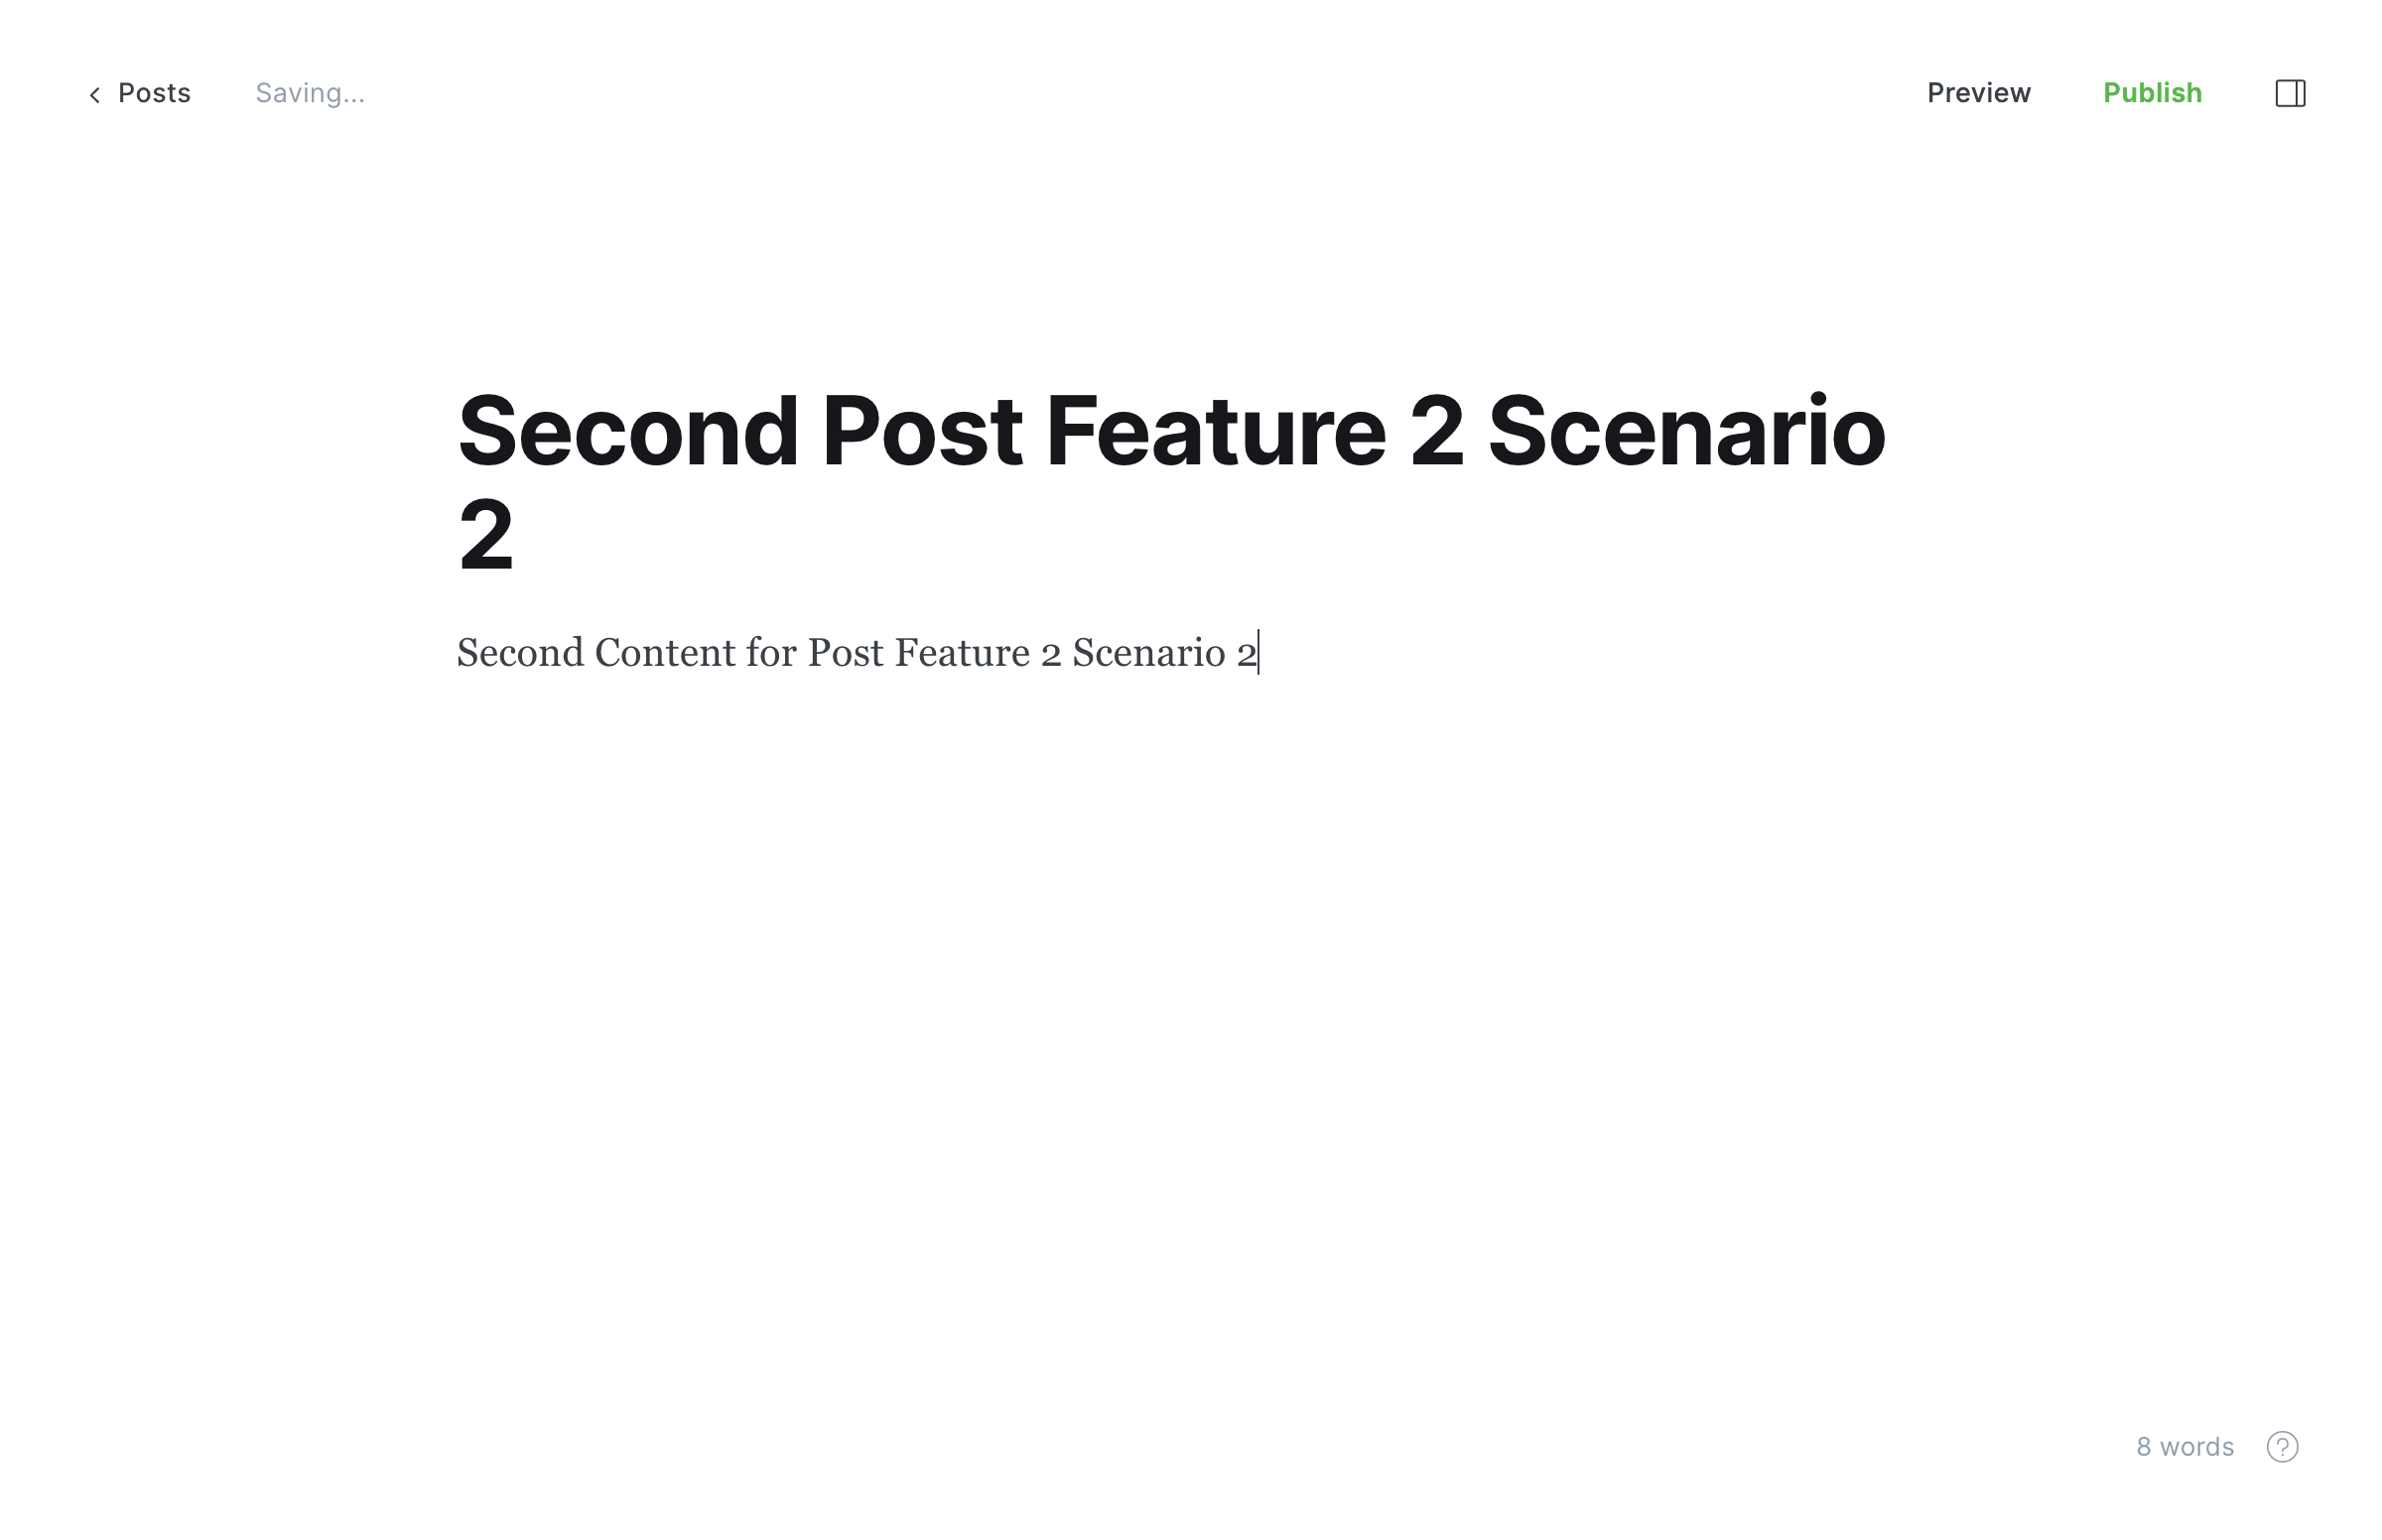 Posts
Saving...
Preview
Publish
Second Post Feature 2 Scenario
2
Second Content for Post Feature 2 Scenario 2
8 words
?